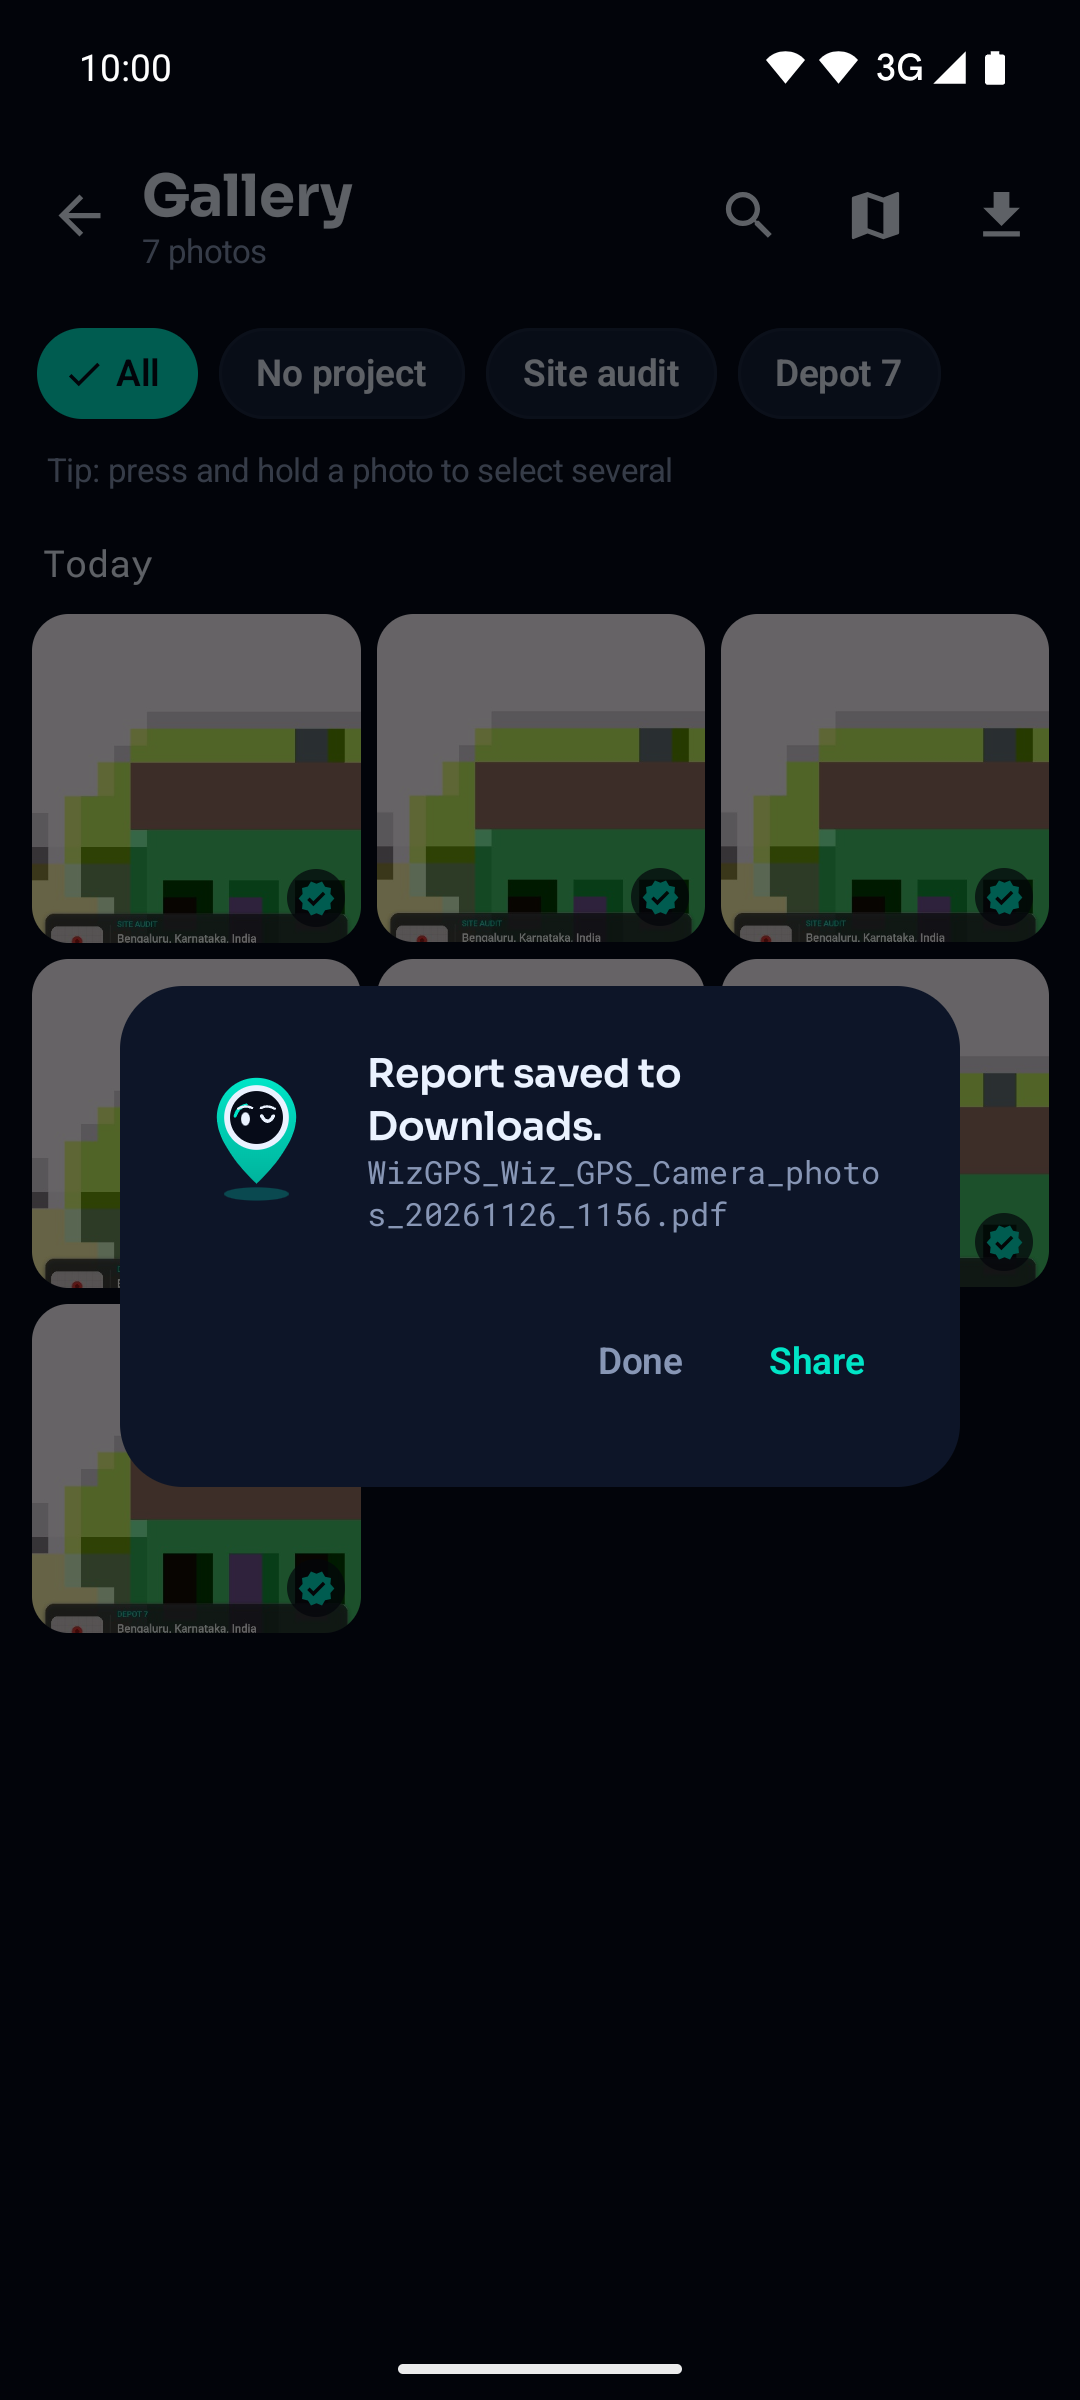 10:00
3G
Gallery
7 photos
All
No project
Site audit
Depot 7
Tip: press and hold a photo to select several
Today
SITE AUDIT
Bengaluru, Karnataka, India
SITE AUDIT
Bengaluru, Karnataka, India
SITE AUDIT
Bengaluru, Karnataka, India
Report saved to
Downloads.
WizGPS_Wiz_GPS_Camera_photo
s_20261126_1156.pdf
Done
Share
DEPOT 7
Bengaluru, Karnataka, India